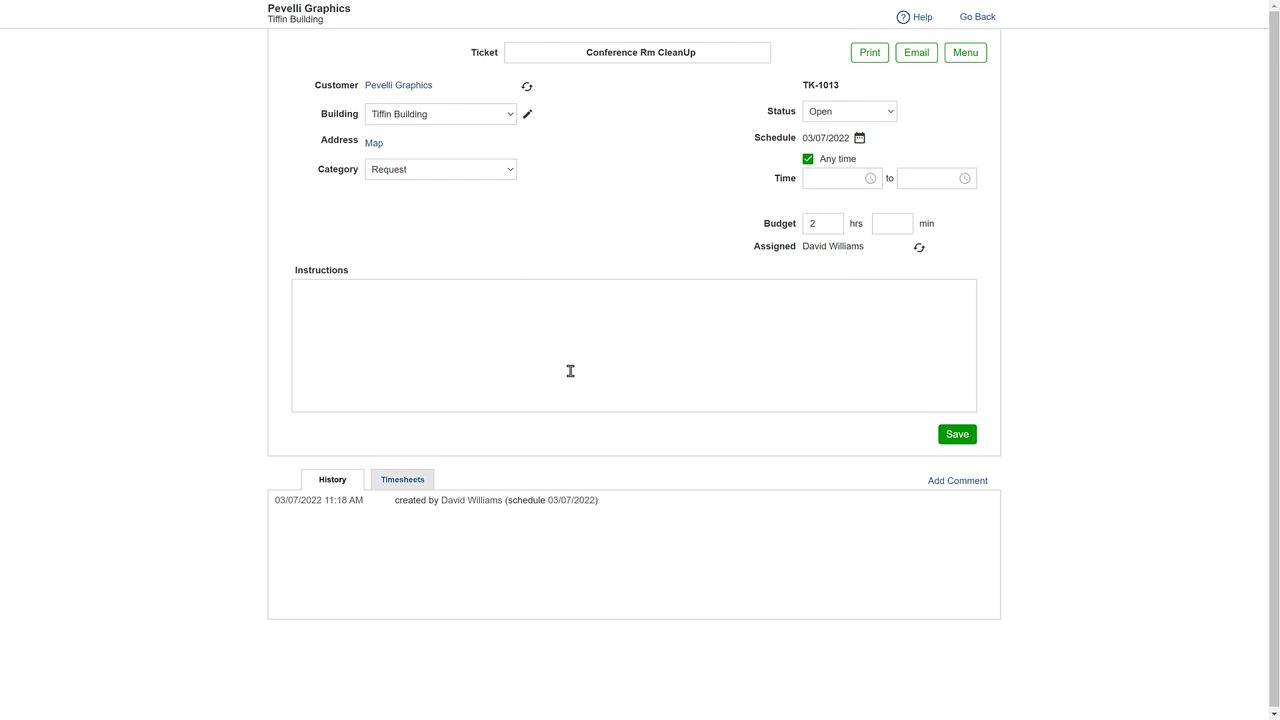 Pevelli Graphics
Tiffin Building
? Help Go Back
Ticket Conference Rm CleanUp Print Email Menu
Customer Pevelli Graphics TK-1013
Building Tiffin Building Status Open
Address Map Schedule 03/07/2022
Any time
Category Request Time to
Budget 2 hrs min
Assigned David Williams
Instructions
Save
History Timesheets Add Comment
03/07/2022 11:18 AM created by David Williams (schedule 03/07/2022)